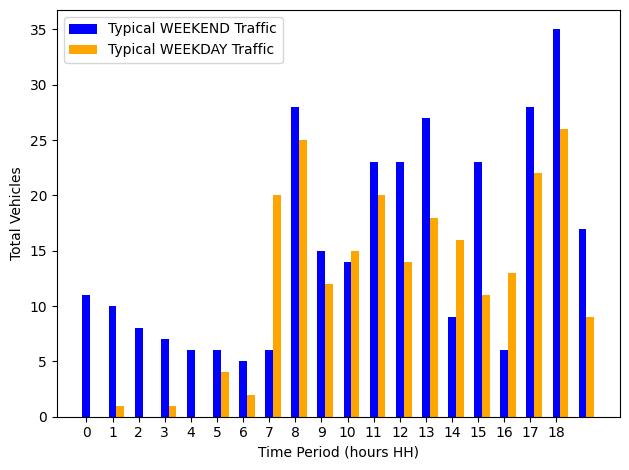 Typical WEEKEND Traffic
Typical WEEKDAY Traffic
35
30
25
20
15
10
5
0
Total Vehicles
0 1 2 3 4 5 6 7 8 9 10 11 12 13 14 15 16 17 18
Time Period (hours HH)